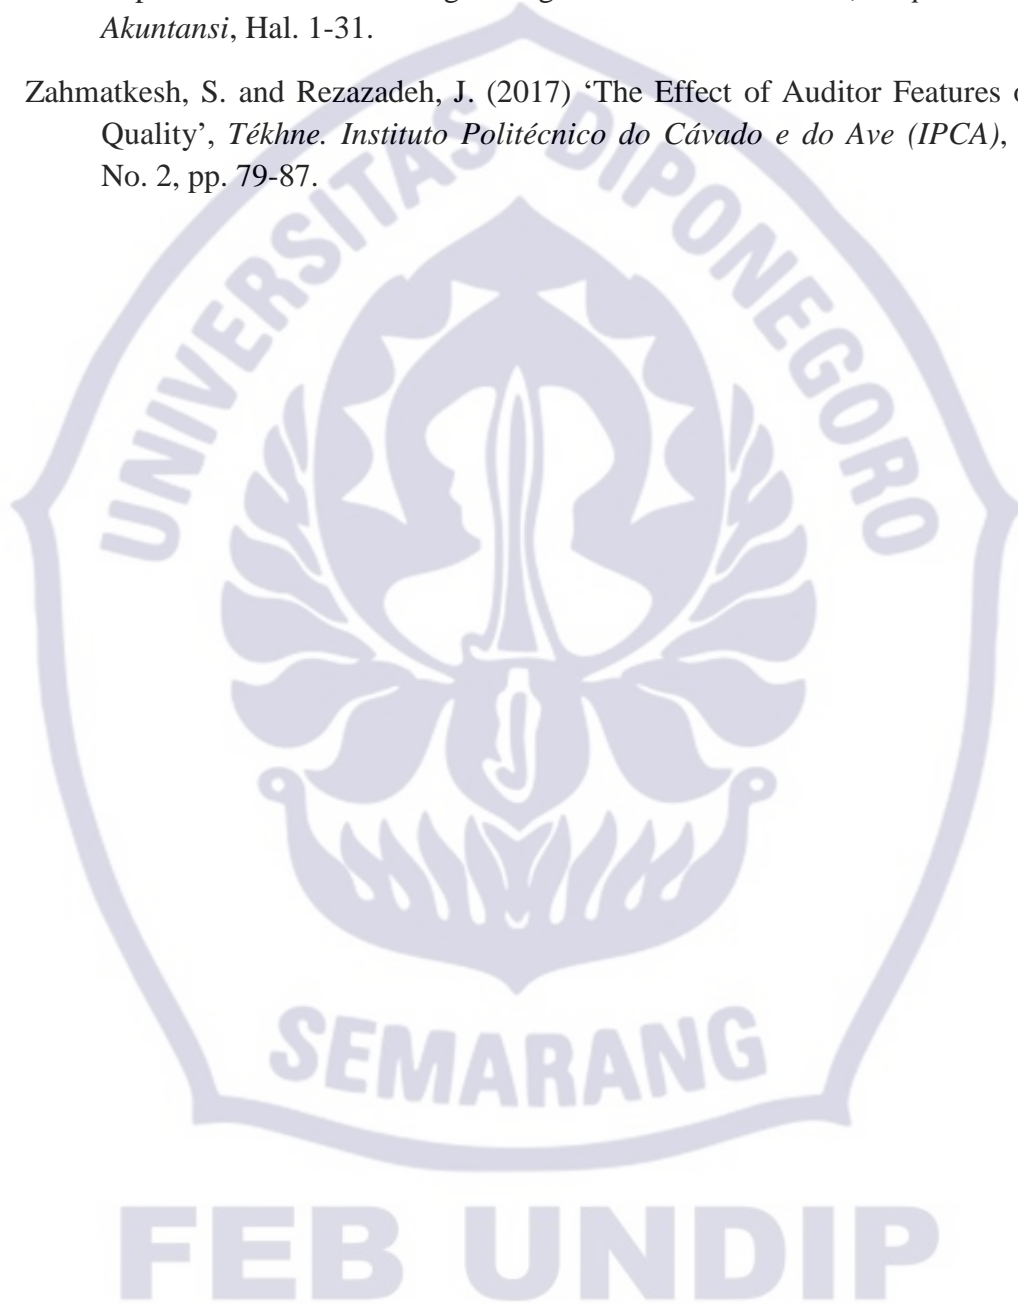 Akuntansi, Hal. 1-31.
Zahmatkesh, S. and Rezazadeh, J. (2017) ‘The Effect of Auditor Features
Quality’, Tékhne. Instituto Politécnico do Cávado e do Ave (IPCA),
No. 2, pp. 79-87.
UNIVERSITAS DIPONEGORO
SEMARANG
FEB UNDIP